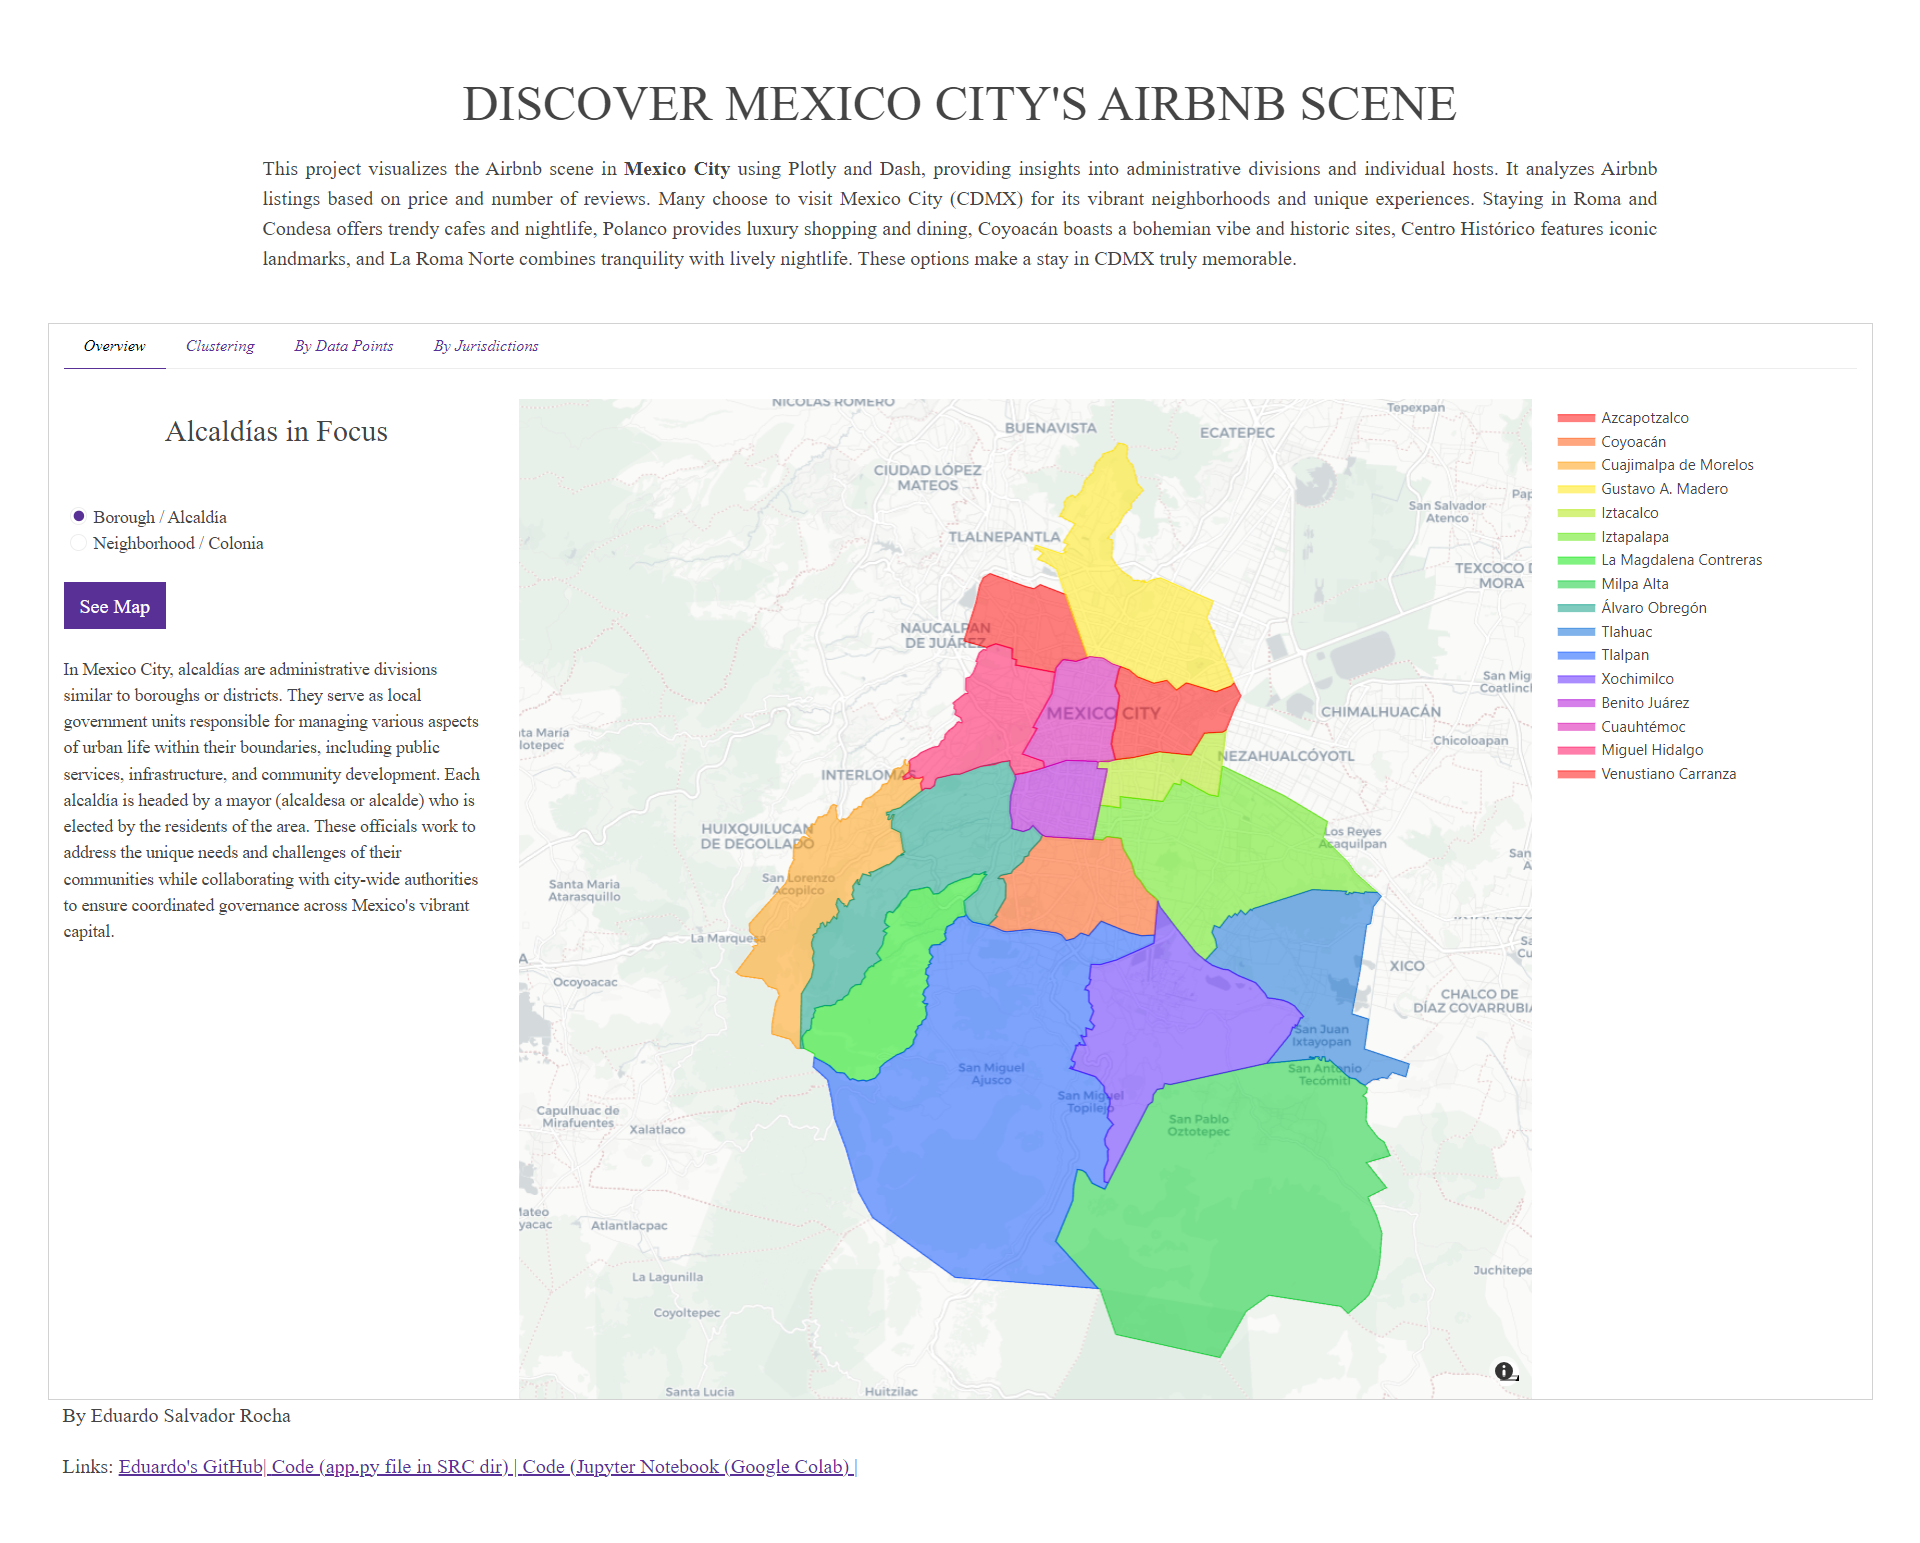 DISCOVER MEXICO CITY'S AIRBNB SCENE
This project visualizes the Airbnb scene in Mexico City using Plotly and Dash, providing insights into administrative divisions and individual hosts. It analyzes Airbnb
listings based on price and number of reviews. Many choose to visit Mexico City (CDMX) for its vibrant neighborhoods and unique experiences. Staying in Roma and
Condesa offers trendy cafes and nightlife, Polanco provides luxury shopping and dining, Coyoacán boasts a bohemian vibe and historic sites, Centro Histórico features iconic
landmarks, and La Roma Norte combines tranquility with lively nightlife. These options make a stay in CDMX truly memorable.
Overview
Clustering
By Data Points
By Jurisdictions
Alcaldías in Focus
Borough / Alcaldía
Neighborhood / Colonia
See Map
In Mexico City, alcaldías are administrative divisions
similar to boroughs or districts. They serve as local
government units responsible for managing various aspects
of urban life within their boundaries, including public
services, infrastructure, and community development. Each
alcaldía is headed by a mayor (alcaldesa or alcalde) who is
elected by the residents of the area. These officials work to
address the unique needs and challenges of their
communities while collaborating with city-wide authorities
to ensure coordinated governance across Mexico's vibrant
capital.
NICOLÁS ROMERO
Tepexpan
BUENAVISTA
ECATEPEC
CIUDAD LÓPEZ
MATEOS
Pap
San Salvador
Atenco
TLALNEPANTLA
TEXCOCO D
MORA
NAUCALPAN
DE JUÁREZ
San Migu
Coatlincl
MEXICO CITY
CHIMALHUACÁN
ta María
lotepec
Chicoloapan
NEZAHUALCÓYOTL
INTERLOMAS
HUIXQUILUCAN
DE DEGOLLADO
Los Reyes
Acaquilpan
San
A
San Lorenzo
Acopilco
Santa Maria
Atarasquillo
La Marquesa
Sa
Cu
A
XICO
Ocoyoacac
CHALCO DE
DÍAZ COVARRUBIA
San Juan
Ixtayopan
San Miguel
Ajusco
San Antonio
Tecómitl
San Miguel
Topilejo
Capulhuac de
Mirafuentes
Xalatlaco
San Pablo
Oztotepec
Mateo
yacac
Atlantlacpac
La Lagunilla
Juchitepe
Coyoltepec
Santa Lucia
Huitzilac
Azcapotzalco
Coyoacán
Cuajimalpa de Morelos
Gustavo A. Madero
Iztacalco
Iztapalapa
La Magdalena Contreras
Milpa Alta
Álvaro Obregón
Tlahuac
Tlalpan
Xochimilco
Benito Juárez
Cuauhtémoc
Miguel Hidalgo
Venustiano Carranza
By Eduardo Salvador Rocha
Links: Eduardo's GitHub| Code (app.py file in SRC dir) | Code (Jupyter Notebook (Google Colab) |